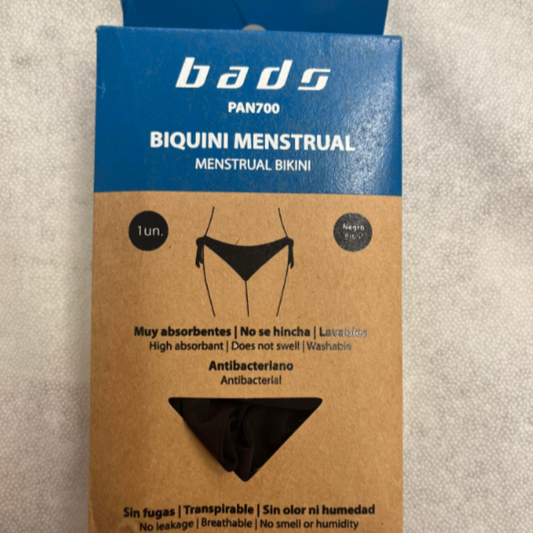 bads
PAN700
BIQUINI MENSTRUAL
MENSTRUAL BIKINI
1un.
Negro
Muy absorbentes | No se hincha | Lavables
High absorbant | Does not swell | Washable
Antibacteriano
Antibacterial
Sin fugas | Transpirable | Sin olor ni humedad
No leakage | Breathable | No smell or humidity